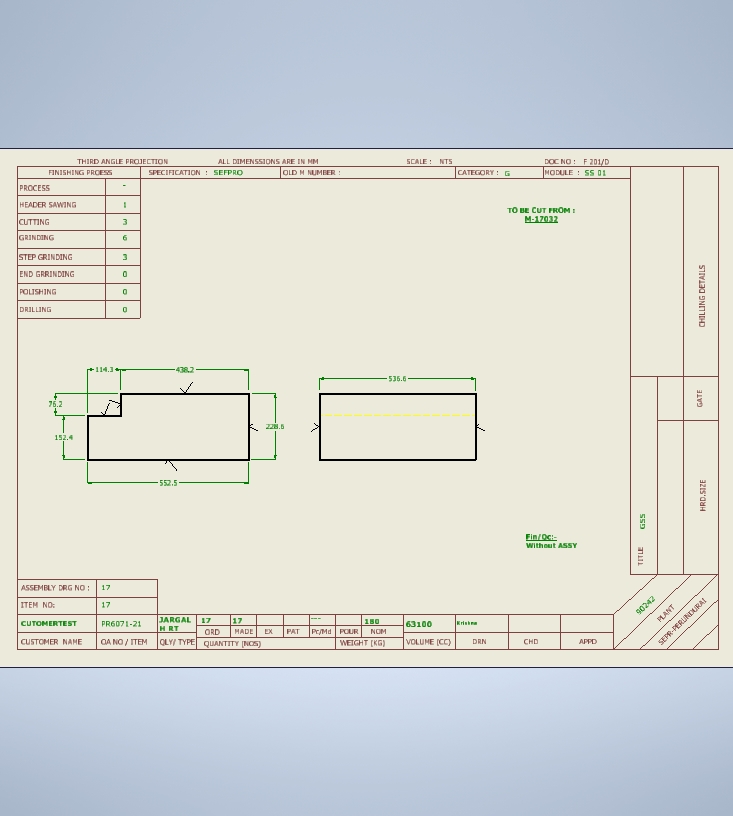 THIRD ANGLE PROJECTION ALL DIMENSSIONS ARE IN MM SCALE : NTS DOC NO : F 201/D
FINISHING PROESS SPECIFICATION : SEFPRO OLD M NUMBER : CATEGORY : G MODULE : SS 01
PROCESS -
HEADER SAWING 1
CUTTING 3
GRINDING 6
STEP GRINDING 3
END GRRINDING 0
POLISHING 0
DRILLING 0
TO BE CUT FROM :
M-17032
CHILLING DETAILS
GATE
HRD.SIZE
TITLE GSS
114.3 438.2
76.2
152.4
228.6
552.5
536.6
Fin/Qc:-
Without ASSY
ASSEMBLY DRG NO : 17
ITEM NO: 17
CUTOMERTEST PR6071-21 JARGAL 17 17 --- 180 63100 Krishna
H RT
ORD MADE EX PAT Pc/Md POUR NOM
CUSTOMER NAME OA NO / ITEM QLY/ TYPE QUANTITY (NOS) WEIGHT (KG) VOLUME (CC) DRN CHD APPD
90242
PLANT
SEPR-PERUNDURAI